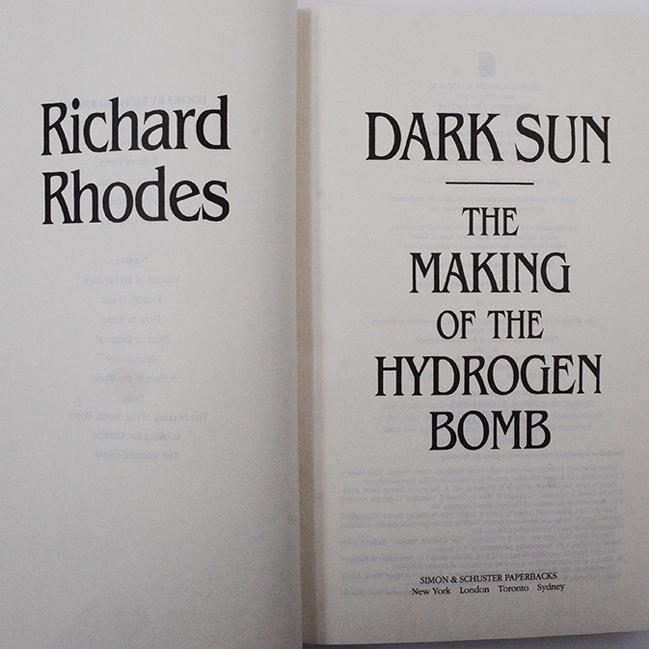 Richard
Rhodes
DARK SUN
THE
MAKING
OF THE
HYDROGEN
BOMB
SIMON & SCHUSTER PAPERBACKS
New York London Toronto Sydney